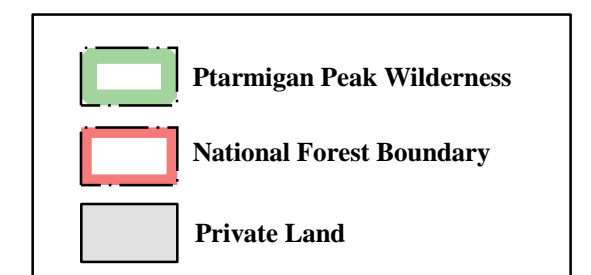 Ptarmigan Peak Wilderness
National Forest Boundary
Private Land